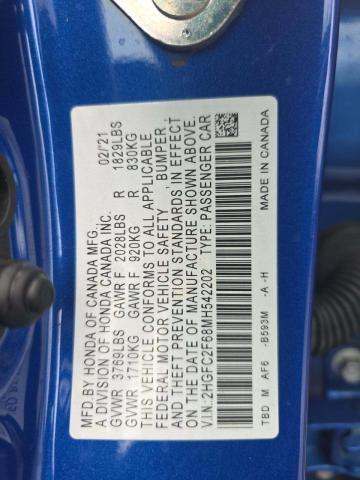 MFD.BY HONDA OF CANADA MFG. 02/'21
A DIVISION OF HONDA CANADA INC.
GVWR 3769LBS GAWR F 2028LBS R 1829LBS
GVWR 1710KG GAWR F 920KG R 830KG
THIS VEHICLE CONFORMS TO ALL APPLICABLE
FEDERAL MOTOR VEHICLE SAFETY, BUMPER,
AND THEFT PREVENTION STANDARDS IN EFFECT
ON THE DATE OF MANUFACTURE SHOWN ABOVE.
V.I.N.:2HGFC2F68MH542202 TYPE:PASSENGER CAR
TBD M AF6 -B593M -A -H MADE IN CANADA